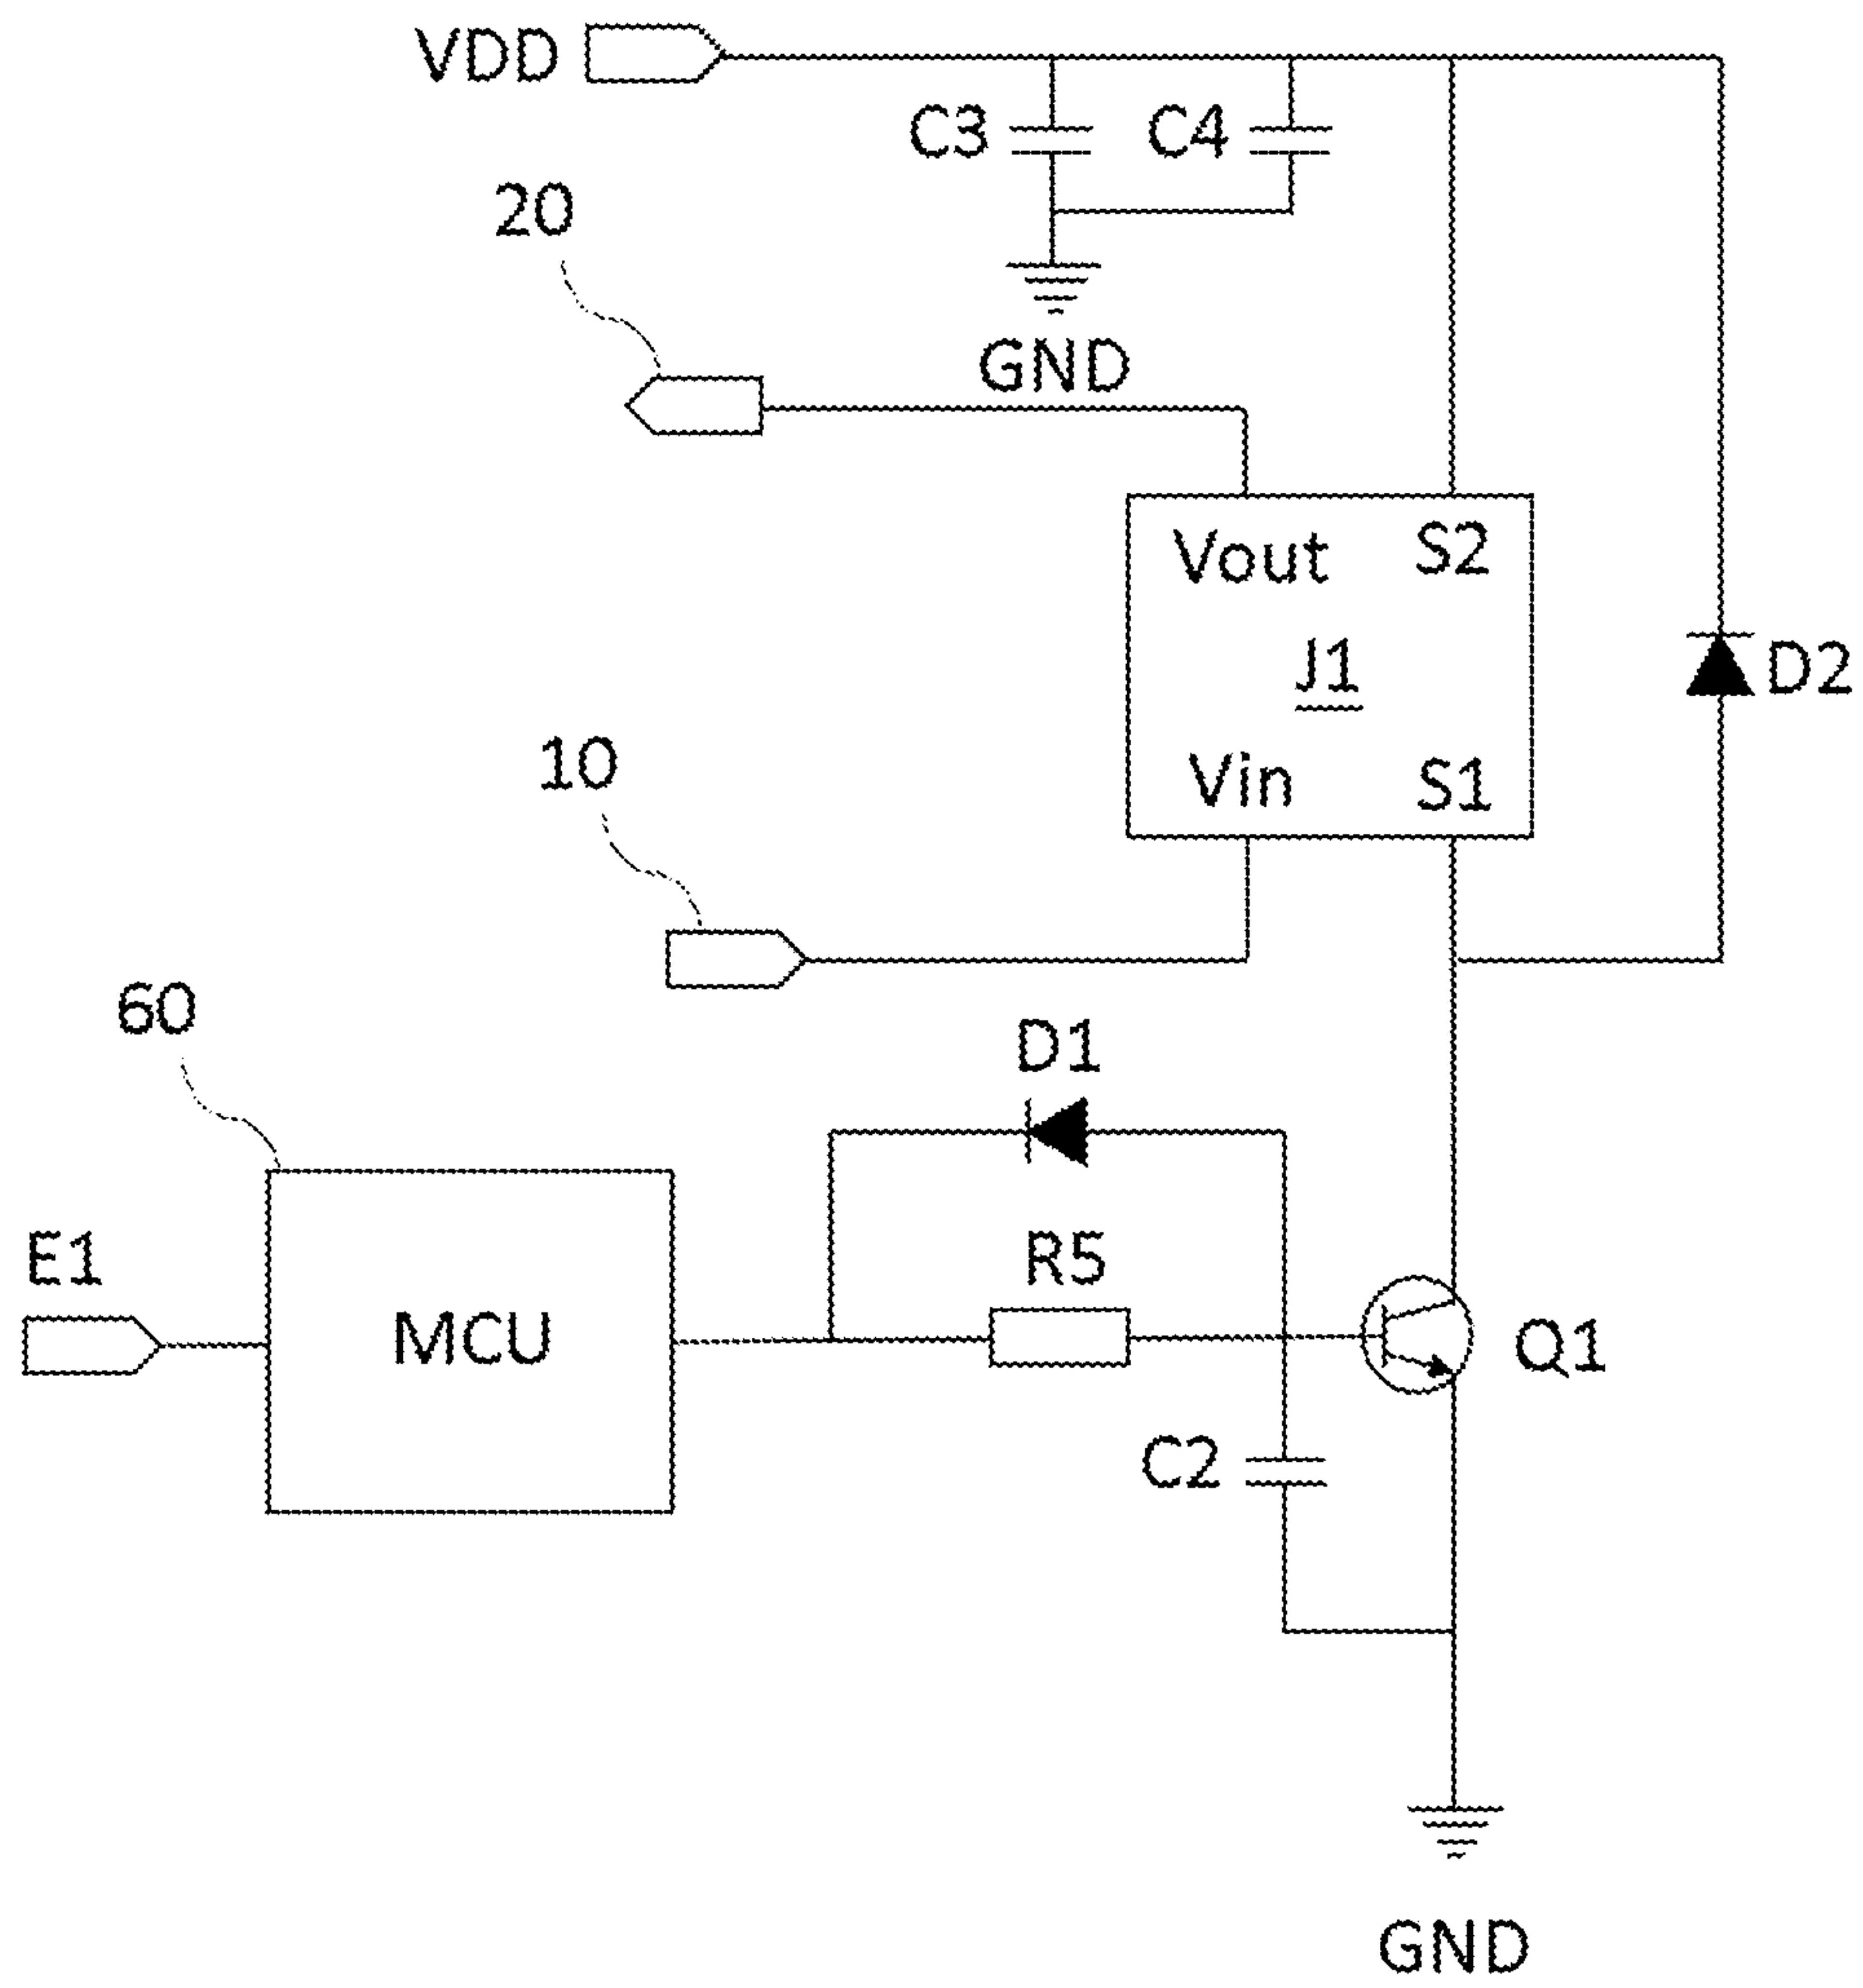 VDD
C3
C4
20
GND
Vout
S2
J1
D2
10
Vin
S1
60
D1
E1
R5
MCU
Q1
C2
GND